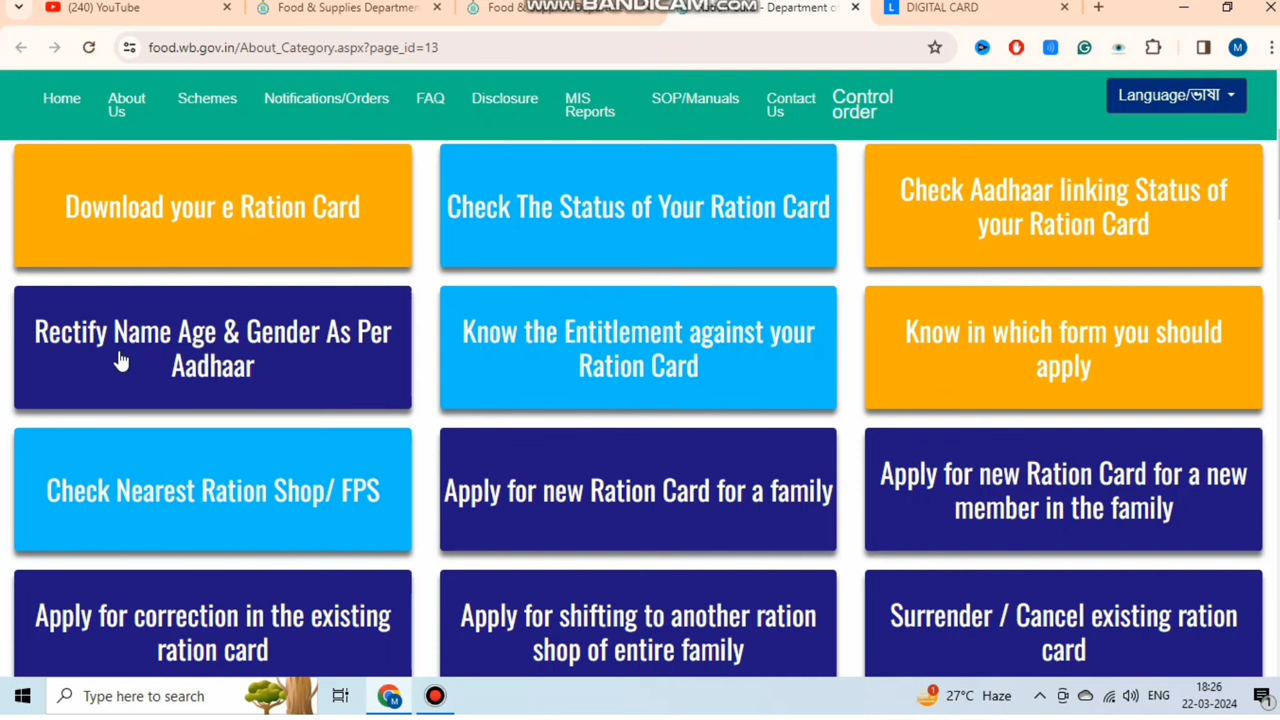 (240) YouTube
Food & Supplies Departmen
Food &
- Department of
DIGITAL CARD
WWW.BANDICAM.COM
food.wb.gov.in/About_Category.aspx?page_id=13
M
Home
About Us
Schemes
Notifications/Orders
FAQ
Disclosure
MIS Reports
SOP/Manuals
Contact Us
Control order
Language/ভাষা
Download your e Ration Card
Check The Status of Your Ration Card
Check Aadhaar linking Status of
your Ration Card
Rectify Name Age & Gender As Per
Aadhaar
Know the Entitlement against your
Ration Card
Know in which form you should
apply
Check Nearest Ration Shop/ FPS
Apply for new Ration Card for a family
Apply for new Ration Card for a new
member in the family
Apply for correction in the existing
ration card
Apply for shifting to another ration
shop of entire family
Surrender / Cancel existing ration
card
Type here to search
27°C Haze
ENG
18:26
22-03-2024